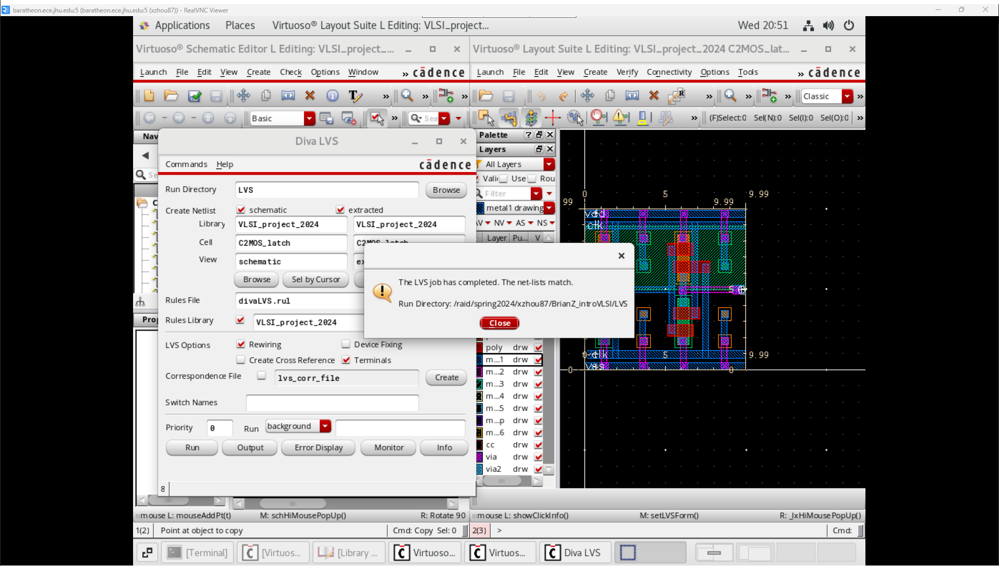 baratheon.ece.jhu.edu:5 (baratheon.ece.jhu.edu:5 (xzhou87)) - RealVNC Viewer
Applications Places Virtuoso® Layout Suite L Editing: VLSI_project... Wed 20:51
Virtuoso® Schematic Editor L Editing: VLSI_project_...
Launch File Edit View Create Check Options Window » cādence
Basic
Sea
Virtuoso® Layout Suite L Editing: VLSI_project_2024 C2MOS_lat...
Launch File Edit View Create Verify Connectivity Options Tools » cādence
Classic
(F)Select:0 Sel(N):0 Sel(I):0 Sel(O):0
Nav
Se
C
Prop
Diva LVS
Commands Help cādence
Run Directory LVS Browse
Create Netlist schematic extracted
Library VLSI_project_2024 VLSI_project_2024
Cell C2MOS_latch C2MOS_latch
View schematic ex
Browse Sel by Cursor
Rules File divaLVS.rul
Rules Library VLSI_project_2024
LVS Options Rewiring Device Fixing
Create Cross Reference Terminals
Correspondence File lvs_corr_file Create
Switch Names
Priority 0 Run background
Run Output Error Display Monitor Info
8
The LVS job has completed. The net-lists match.
Run Directory: /raid/spring2024/xzhou87/BrianZ_introVLSI/LVS
Close
Palette
Layers
All Layers
Vali Use Rou
Filter
metal1 drawing
AV NV AS NS
Layer Pu... V
poly drw
m...1 drw
m...2 drw
m...3 drw
m...4 drw
m...5 drw
m...p drw
m...6 drw
cc drw
via drw
via2 drw
0 5 9.99
99 9.99
vdd
clk
5
5 9.99
0
0
mouse L: mouseAddPt(t) M: schHiMousePopUp() R: Rotate 90
1(2) Point at object to copy Cmd: Copy Sel: 0
mouse L: showClickInfo() M: setLVSForm() R: _lxHiMousePopUp()
2(3) > Cmd:
[Terminal] [Virtuos... [Library ... Virtuoso... Virtuos... Diva LVS